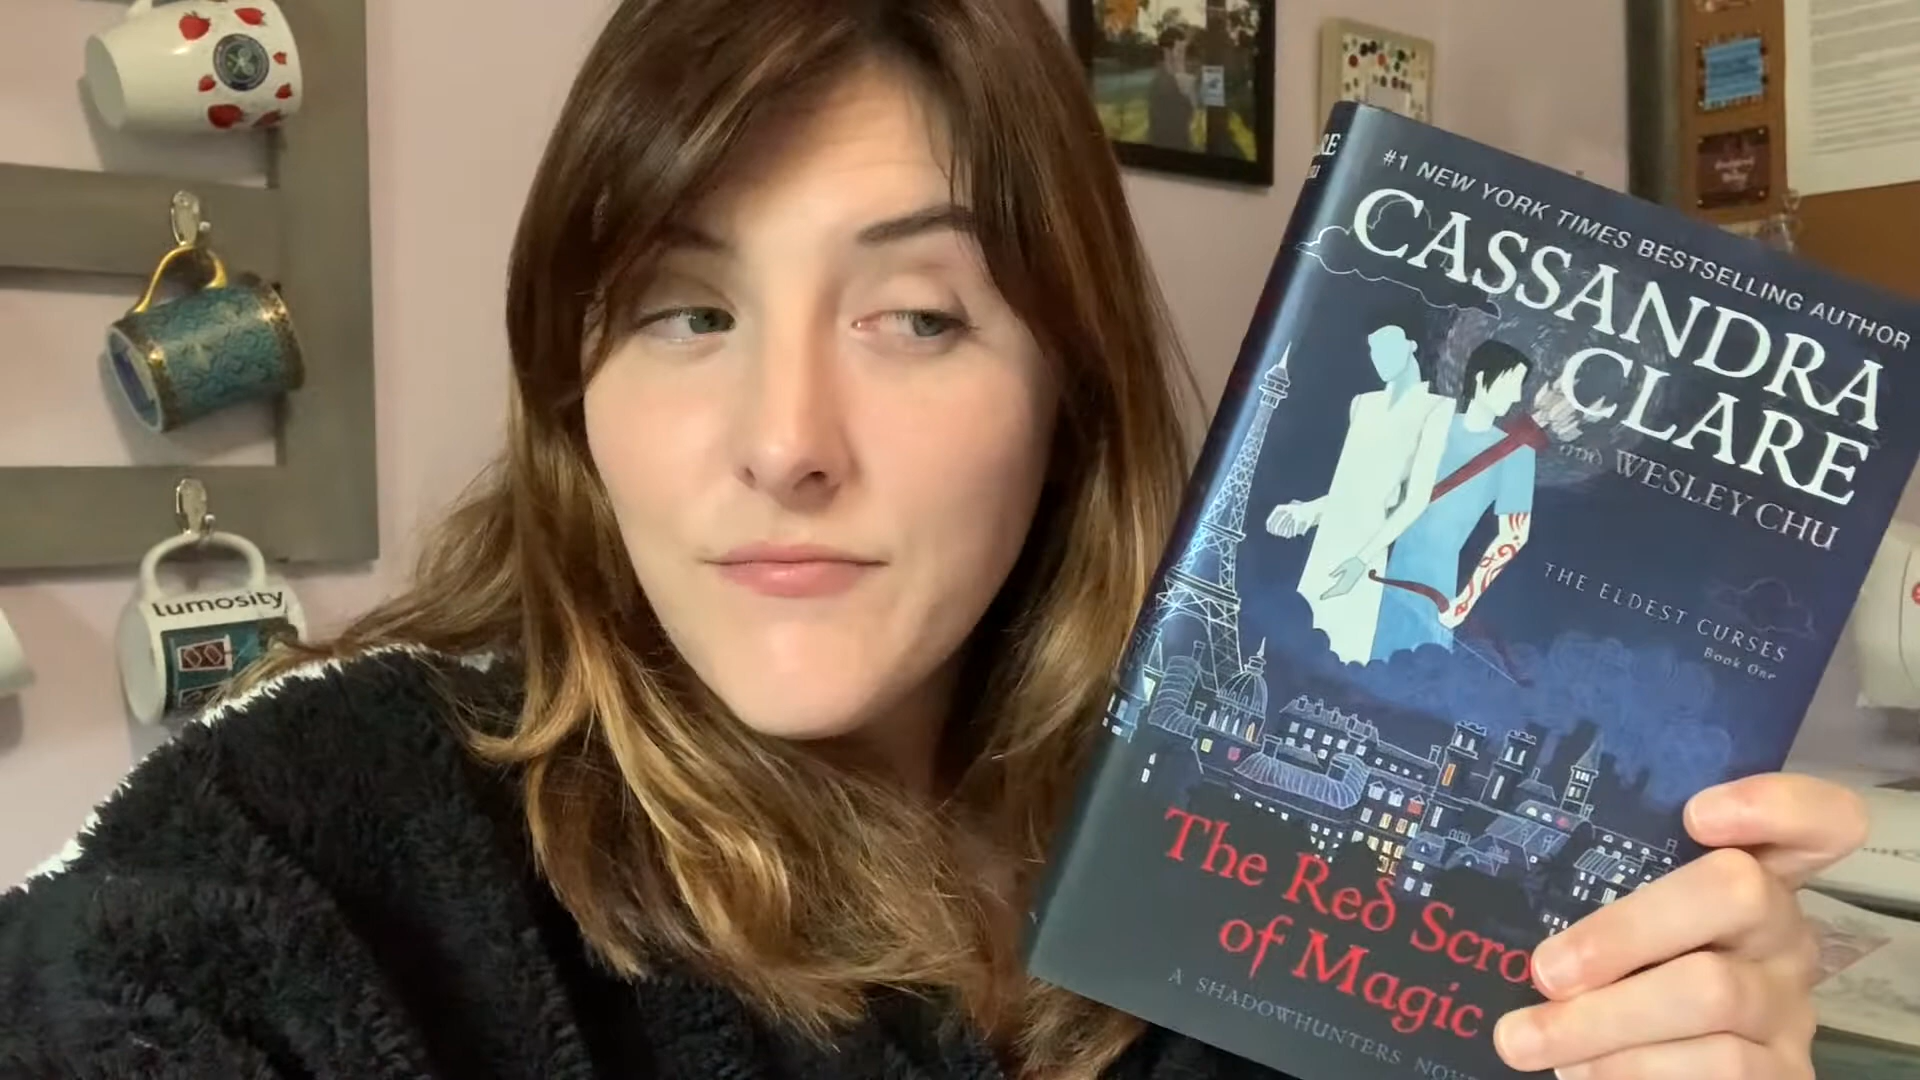 lumosity
#1 NEW YORK TIMES BESTSELLING AUTHOR
CASSANDRA
CLARE
and WESLEY CHU
THE ELDEST CURSES
Book One
The Red Scro
of Magic
A SHADOWHUNTERS NOV